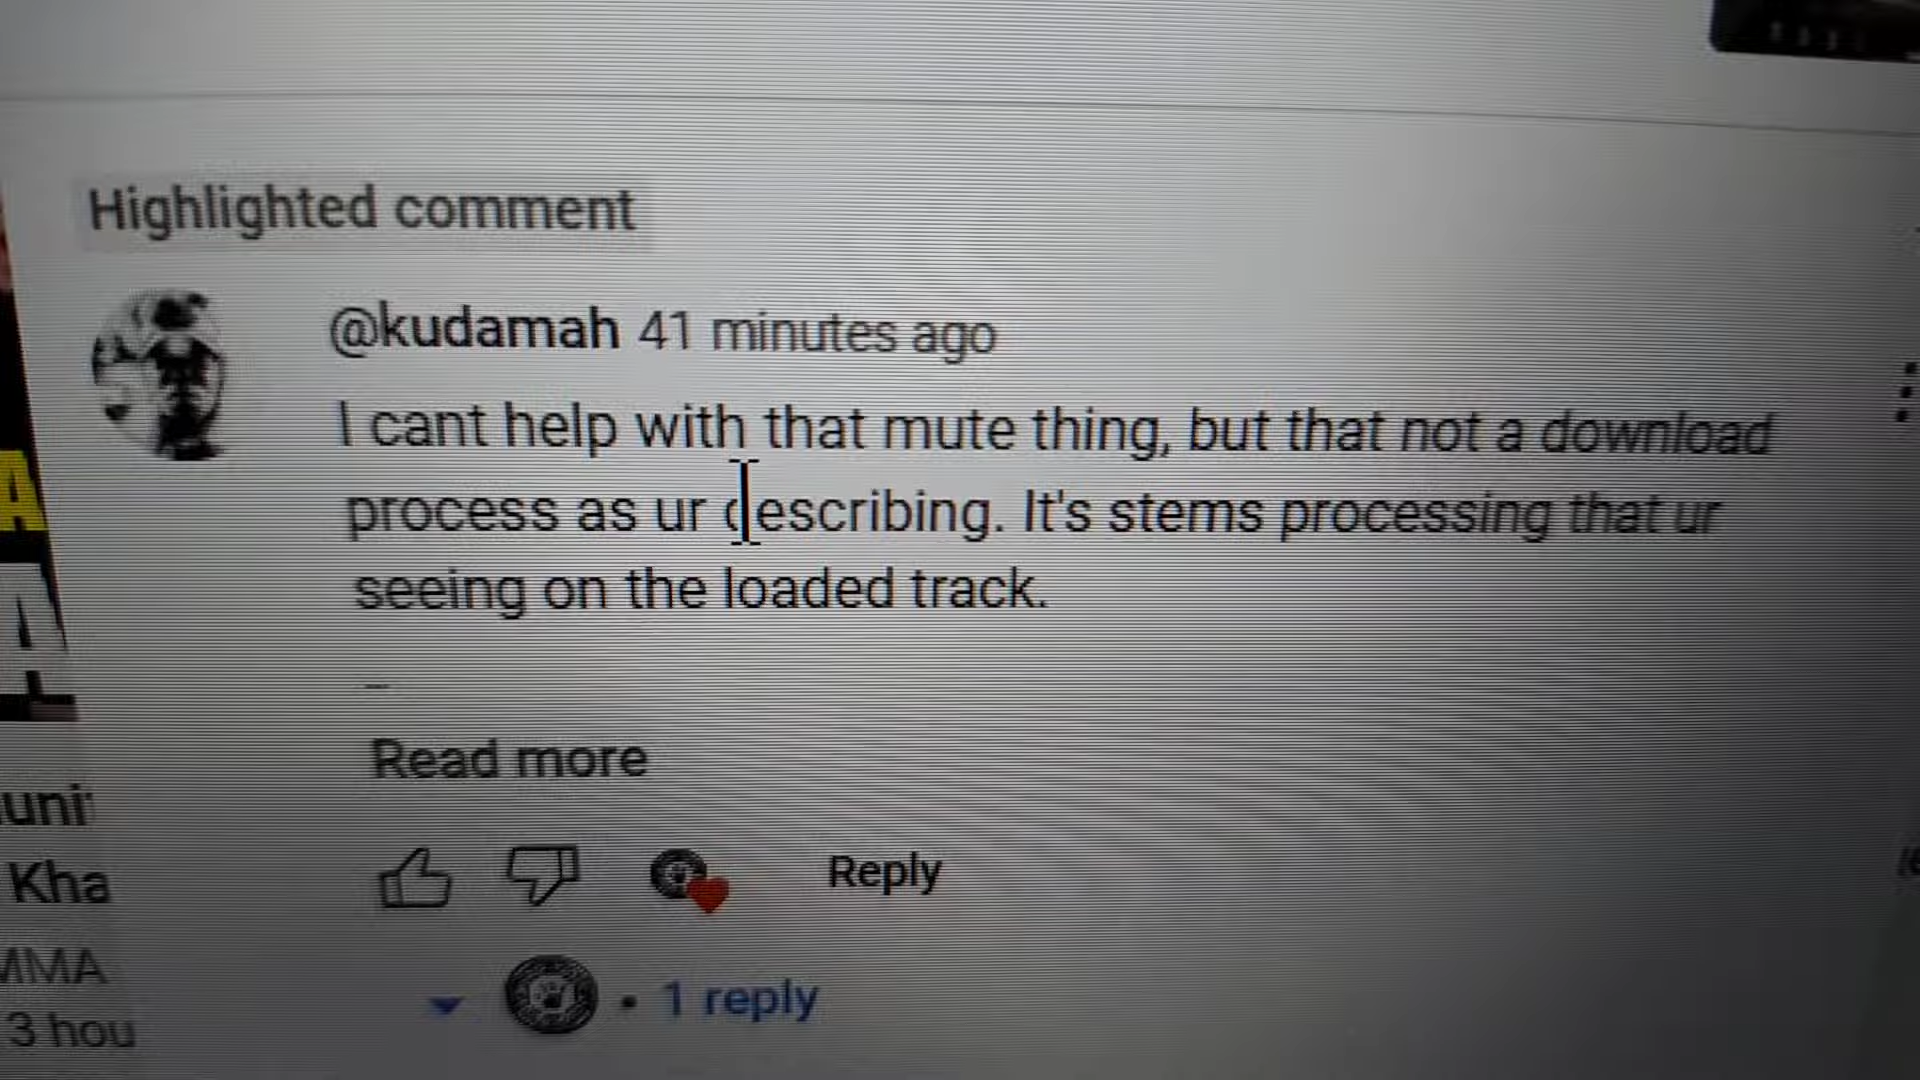 Highlighted comment
@kudamah 41 minutes ago
I cant help with that mute thing, but that not a download
process as ur describing. It's stems processing that ur
seeing on the loaded track.
Read more
Reply
1 reply
A
uni
Kha
MMA
3 hou